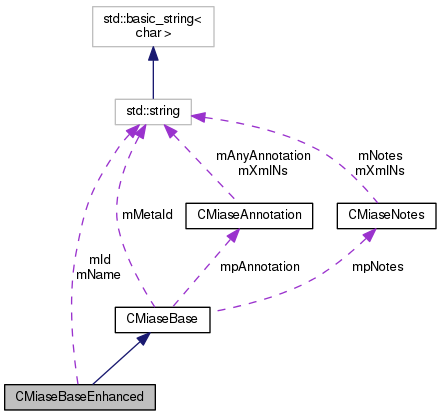 std::basic_string<
char >
std::string
mAnyAnnotation
mXmlNs
mNotes
mXmlNs
mMetaId
CMiaseAnnotation
CMiaseNotes
mId
mName
mpAnnotation
mpNotes
CMiaseBase
CMiaseBaseEnhanced